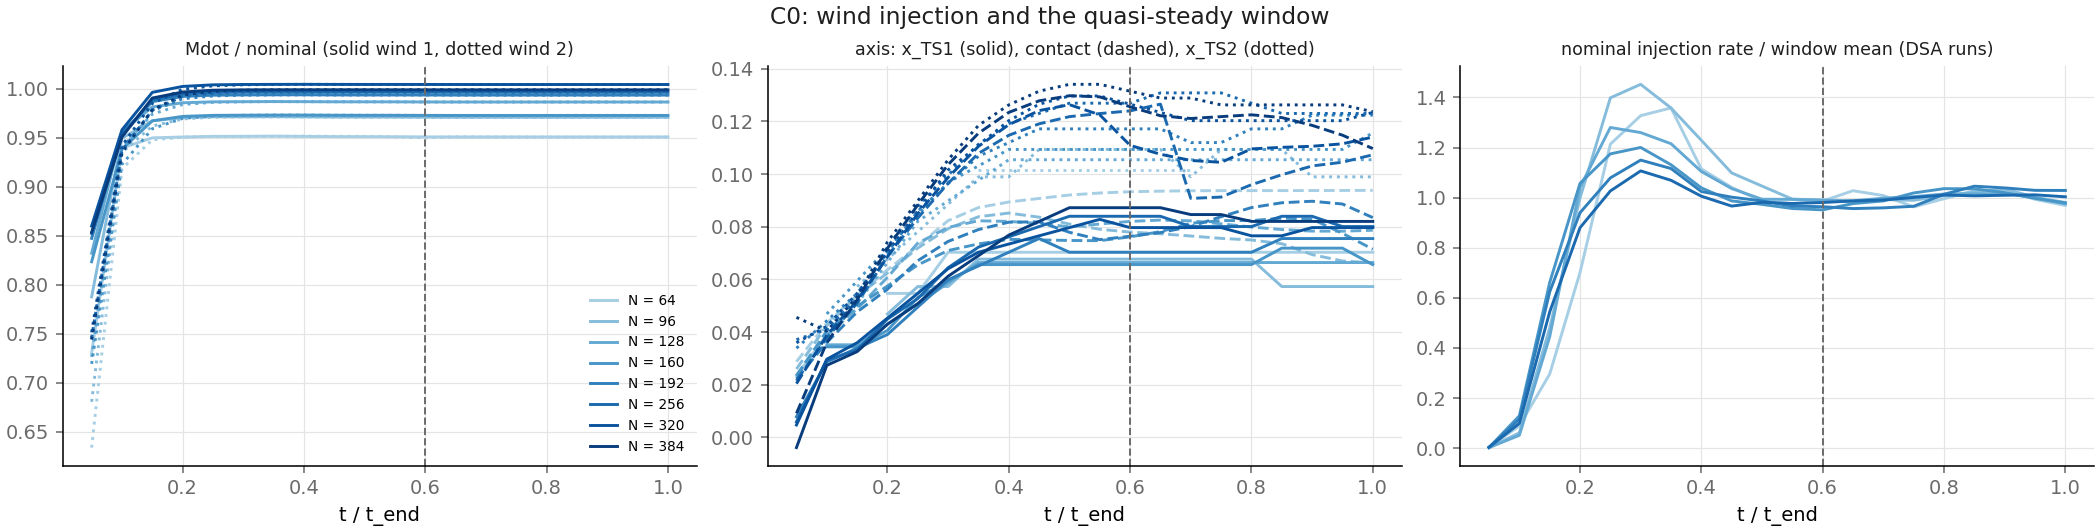 C0: wind injection and the quasi-steady window
Mdot / nominal (solid wind 1, dotted wind 2)
1.00
0.95
0.90
0.85
0.80
0.75
0.70
0.65
0.2
0.4
0.6
0.8
1.0
t / t_end
N = 64
N = 96
N = 128
N = 160
N = 192
N = 256
N = 320
N = 384
axis: x_TS1 (solid), contact (dashed), x_TS2 (dotted)
0.14
0.12
0.10
0.08
0.06
0.04
0.02
0.00
0.2
0.4
0.6
0.8
1.0
t / t_end
nominal injection rate / window mean (DSA runs)
1.4
1.2
1.0
0.8
0.6
0.4
0.2
0.0
0.2
0.4
0.6
0.8
1.0
t / t_end